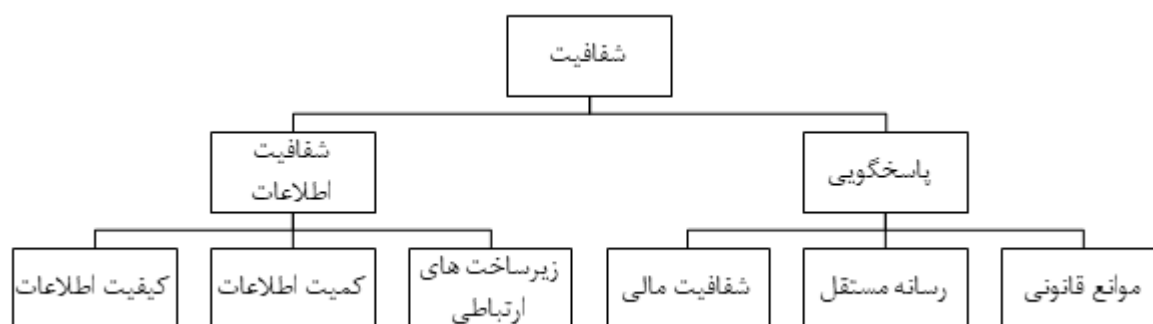 شفافیت
پاسخگویی
شفافیت
اطلاعات
موانع قانونی
رسانه مستقل
شفافیت مالی
زیرساخت های
ارتباطی
کمیت اطلاعات
کیفیت اطلاعات